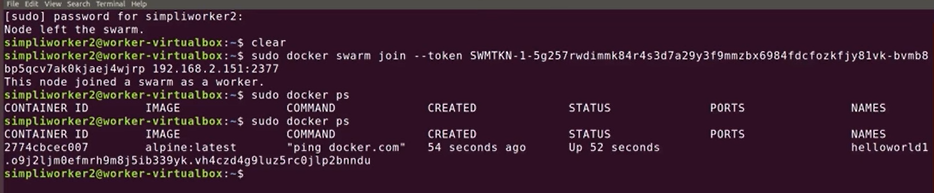 File Edit View Search Terminal Help
[sudo] password for simpliworker2:
Node left the swarm.
simpliworker2@worker-virtualbox:~$ clear
simpliworker2@worker-virtualbox:~$ sudo docker swarm join --token SWMTKN-1-5g257rwdimmk84r4s3d7a29y3f9mmzbx6984fdcfozkfjy81vk-bvmb8
bp5qcv7ak0kjaej4wjrp 192.168.2.151:2377
This node joined a swarm as a worker.
simpliworker2@worker-virtualbox:~$ sudo docker ps
CONTAINER ID IMAGE COMMAND CREATED STATUS PORTS NAMES
simpliworker2@worker-virtualbox:~$ sudo docker ps
CONTAINER ID IMAGE COMMAND CREATED STATUS PORTS NAMES
2774cbcec007 alpine:latest "ping docker.com" 54 seconds ago Up 52 seconds helloworld1
.o9j2ljm0efmrh9m8j5ib339yk.vh4czd4g9luz5rc0jlp2bnndu
simpliworker2@worker-virtualbox:~$